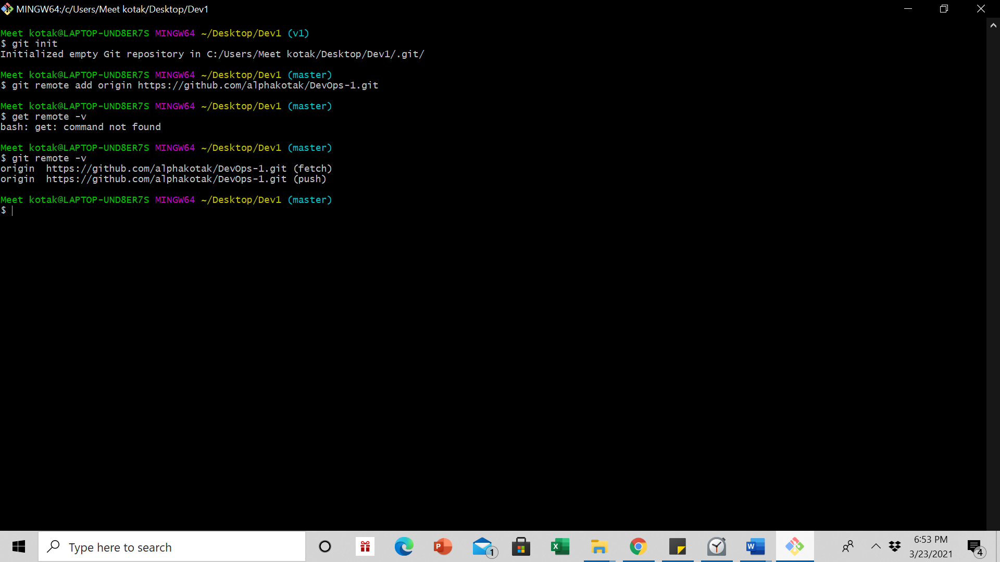 MINGW64:/c/Users/Meet kotak/Desktop/Dev1
Meet kotak@LAPTOP-UND8ER7S MINGW64 ~/Desktop/Dev1 (v1)
$ git init
Initialized empty Git repository in C:/Users/Meet kotak/Desktop/Dev1/.git/
Meet kotak@LAPTOP-UND8ER7S MINGW64 ~/Desktop/Dev1 (master)
$ git remote add origin https://github.com/alphakotak/DevOps-1.git
Meet kotak@LAPTOP-UND8ER7S MINGW64 ~/Desktop/Dev1 (master)
$ get remote -v
bash: get: command not found
Meet kotak@LAPTOP-UND8ER7S MINGW64 ~/Desktop/Dev1 (master)
$ git remote -v
origin  https://github.com/alphakotak/DevOps-1.git (fetch)
origin  https://github.com/alphakotak/DevOps-1.git (push)
Meet kotak@LAPTOP-UND8ER7S MINGW64 ~/Desktop/Dev1 (master)
$
Type here to search
P
1
X
W
6:53 PM
3/23/2021
4